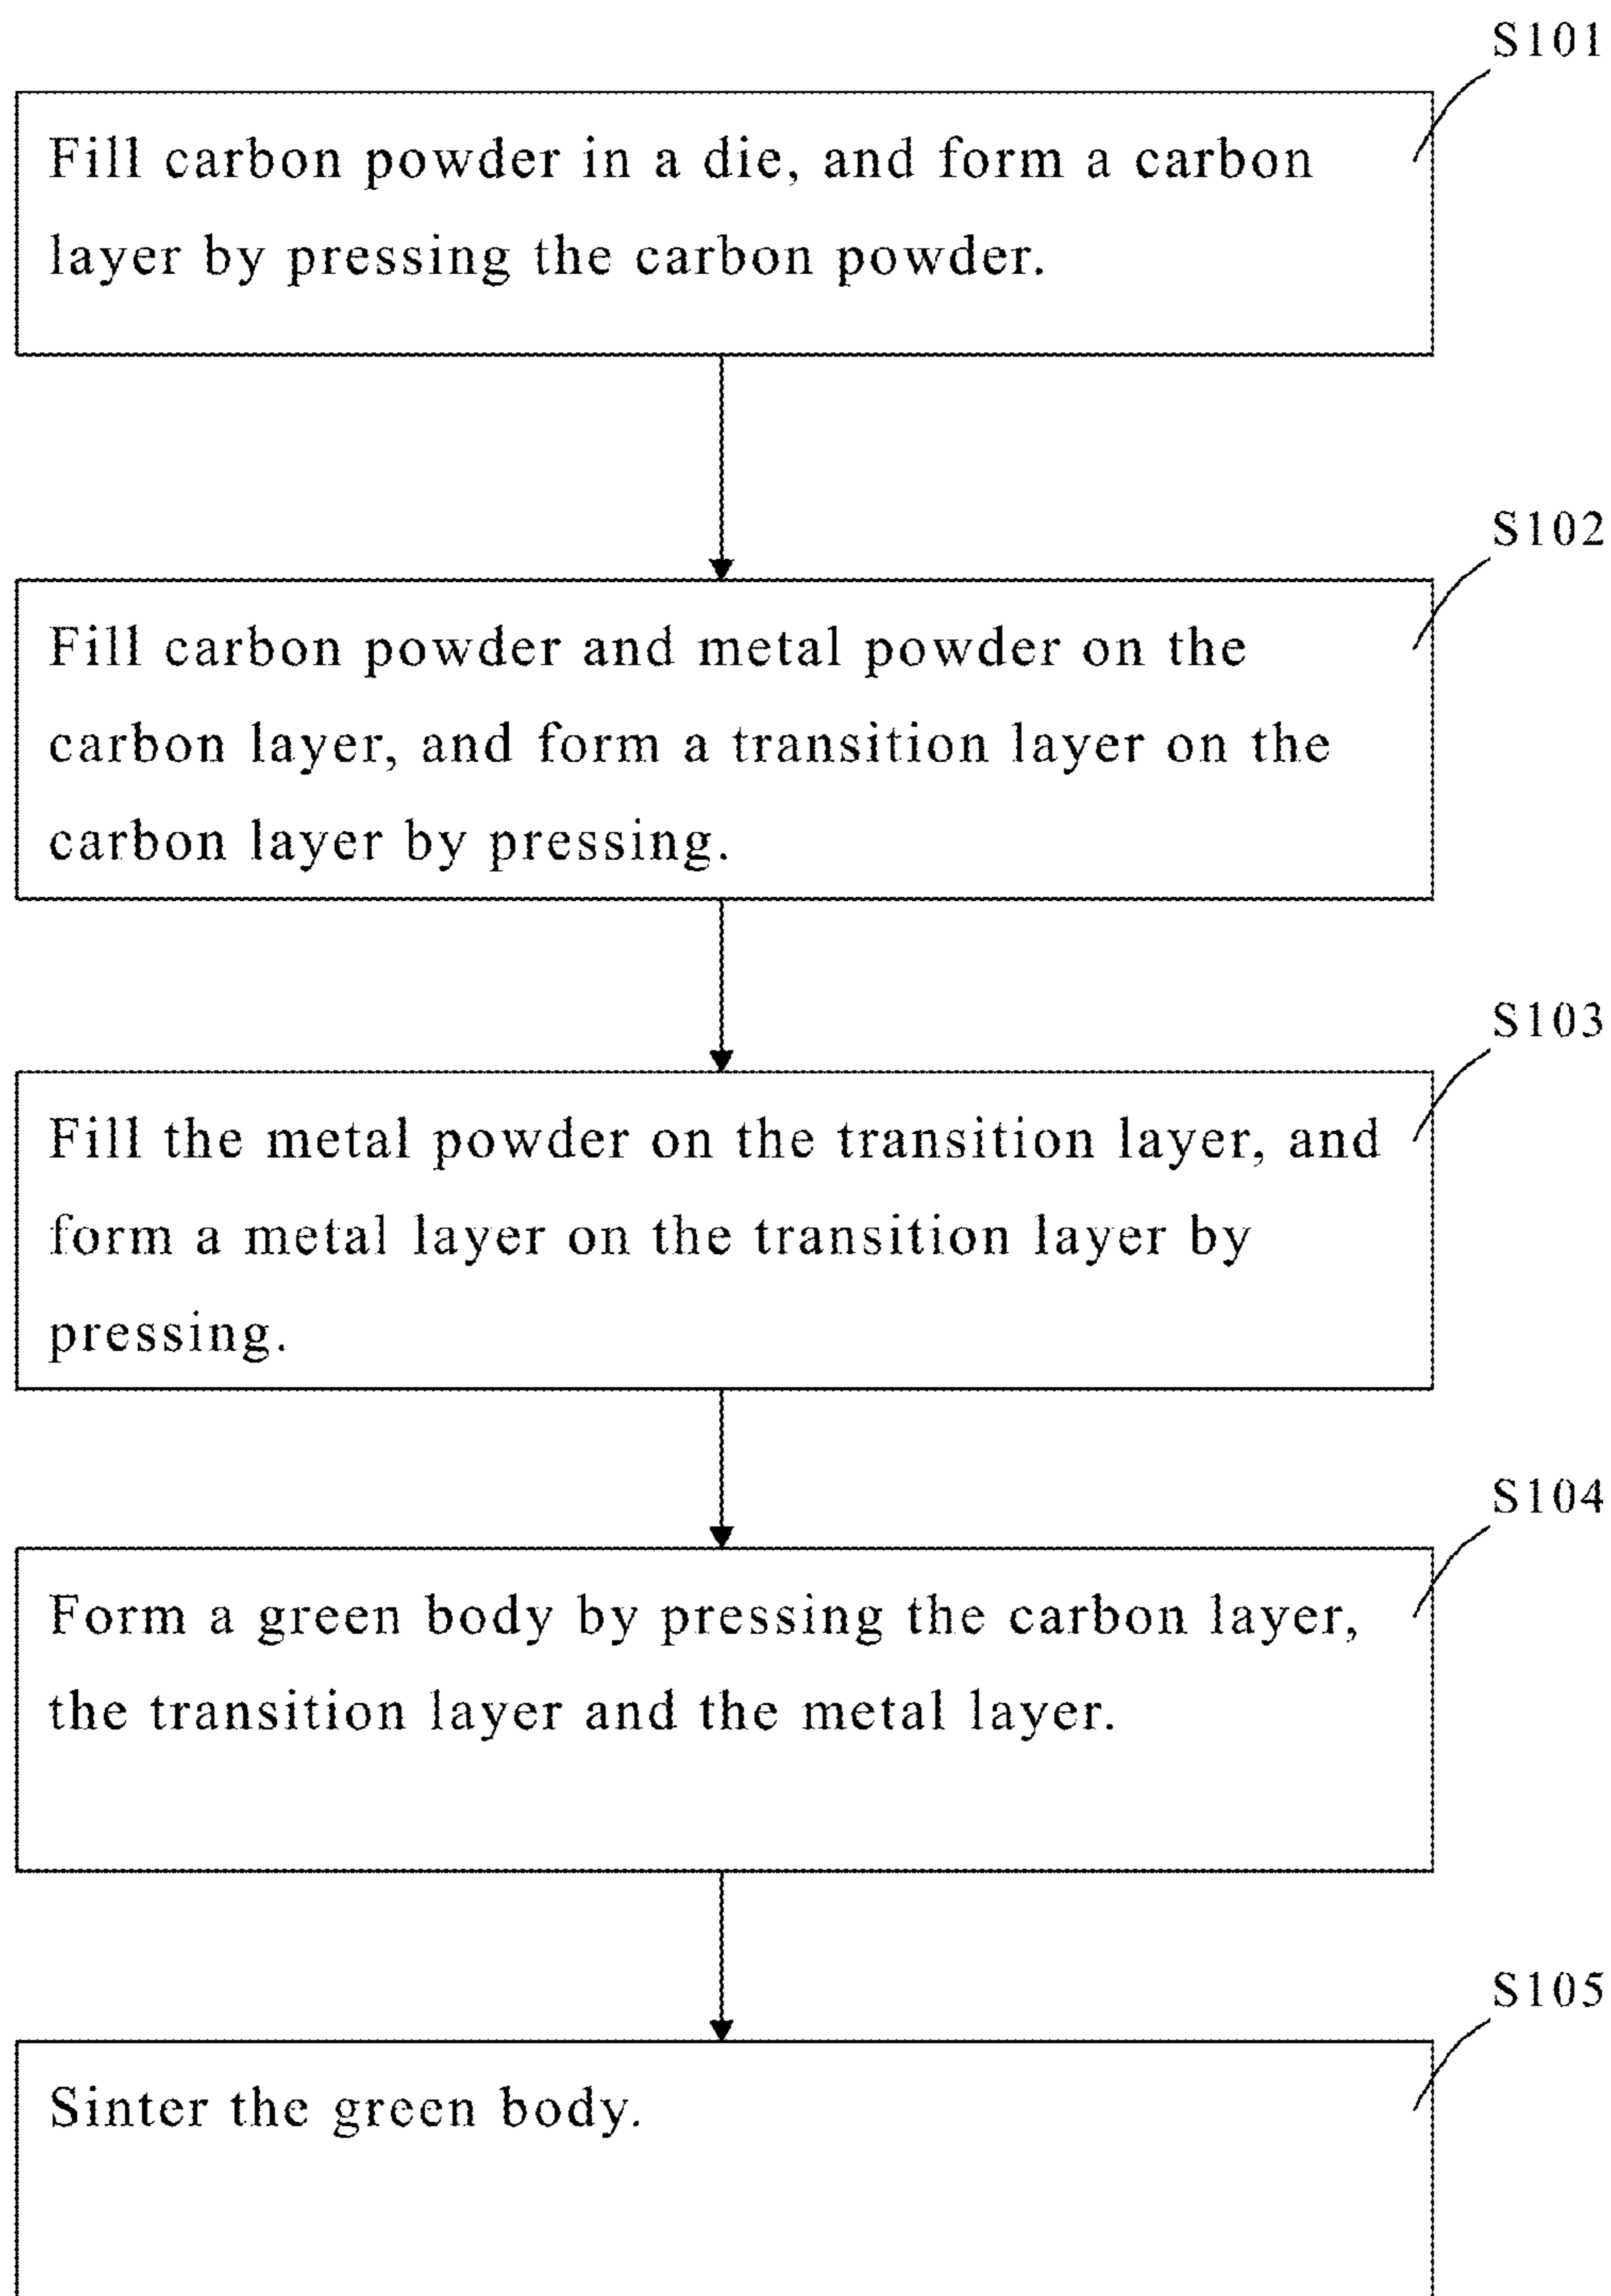 S101
Fill carbon powder in a die, and form a carbon
layer by pressing the carbon powder.
S102
Fill carbon powder and metal powder on the
carbon layer, and form a transition layer on the
carbon layer by pressing.
S103
Fill the metal powder on the transition layer, and
form a metal layer on the transition layer by
pressing.
S104
Form a green body by pressing the carbon layer,
the transition layer and the metal layer.
S105
Sinter the green body.